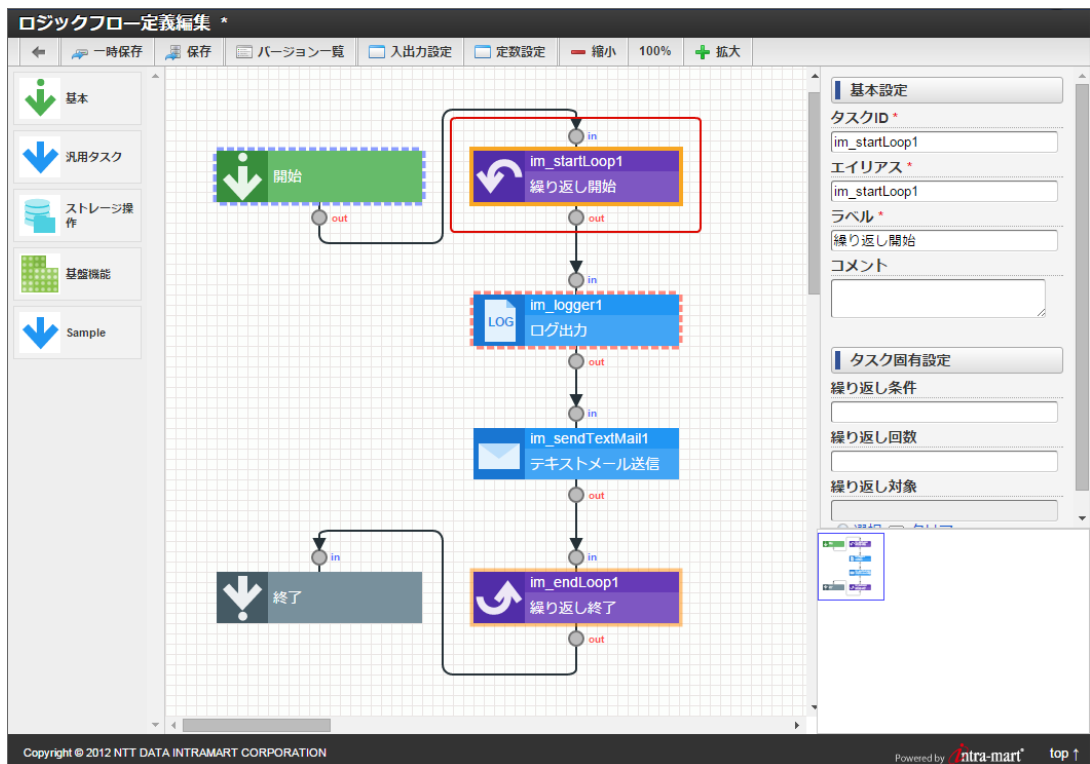 ロジックフロー定義編集 *
一時保存
保存
バージョン一覧
入出力設定
定数設定
縮小
100%
拡大
基本
汎用タスク
ストレージ操
作
基盤機能
Sample
開始
out
in
im_startLoop1
繰り返し開始
out
in
im_logger1
LOG
ログ出力
out
in
im_sendTextMail1
テキストメール送信
out
in
im_endLoop1
繰り返し終了
out
in
終了
基本設定
タスクID *
im_startLoop1
エイリアス *
im_startLoop1
ラベル *
繰り返し開始
コメント
タスク固有設定
繰り返し条件
繰り返し回数
繰り返し対象
Copyright © 2012 NTT DATA INTRAMART CORPORATION
Powered by intra-mart
top ↑